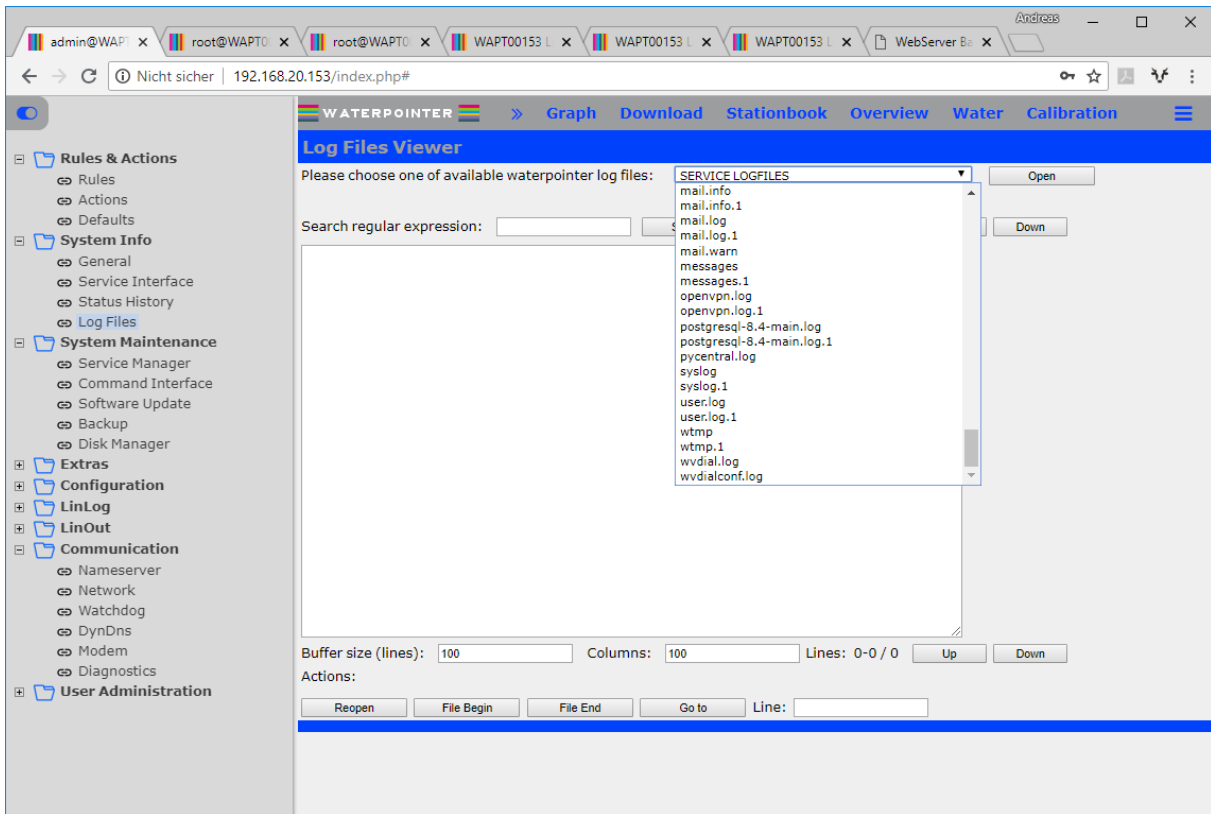 Andreas
admin@WAPT
root@WAPT0
root@WAPT0
WAPT00153 L
WAPT00153 L
WAPT00153 L
WebServer Ba
Nicht sicher | 192.168.20.153/index.php#
WATERPOINTER » Graph Download Stationbook Overview Water Calibration
Rules & Actions
Rules
Actions
Defaults
System Info
General
Service Interface
Status History
Log Files
System Maintenance
Service Manager
Command Interface
Software Update
Backup
Disk Manager
Extras
Configuration
LinLog
LinOut
Communication
Nameserver
Network
Watchdog
DynDns
Modem
Diagnostics
User Administration
Log Files Viewer
Please choose one of available waterpointer log files: SERVICE LOGFILES Open
Search regular expression: Down
mail.info
mail.info.1
mail.log
mail.log.1
mail.warn
messages
messages.1
openvpn.log
openvpn.log.1
postgresql-8.4-main.log
postgresql-8.4-main.log.1
pycentral.log
syslog
syslog.1
user.log
user.log.1
wtmp
wtmp.1
wvdial.log
wvdialconf.log
Buffer size (lines): 100 Columns: 100 Lines: 0-0 / 0 Up Down
Actions:
Reopen File Begin File End Go to Line: